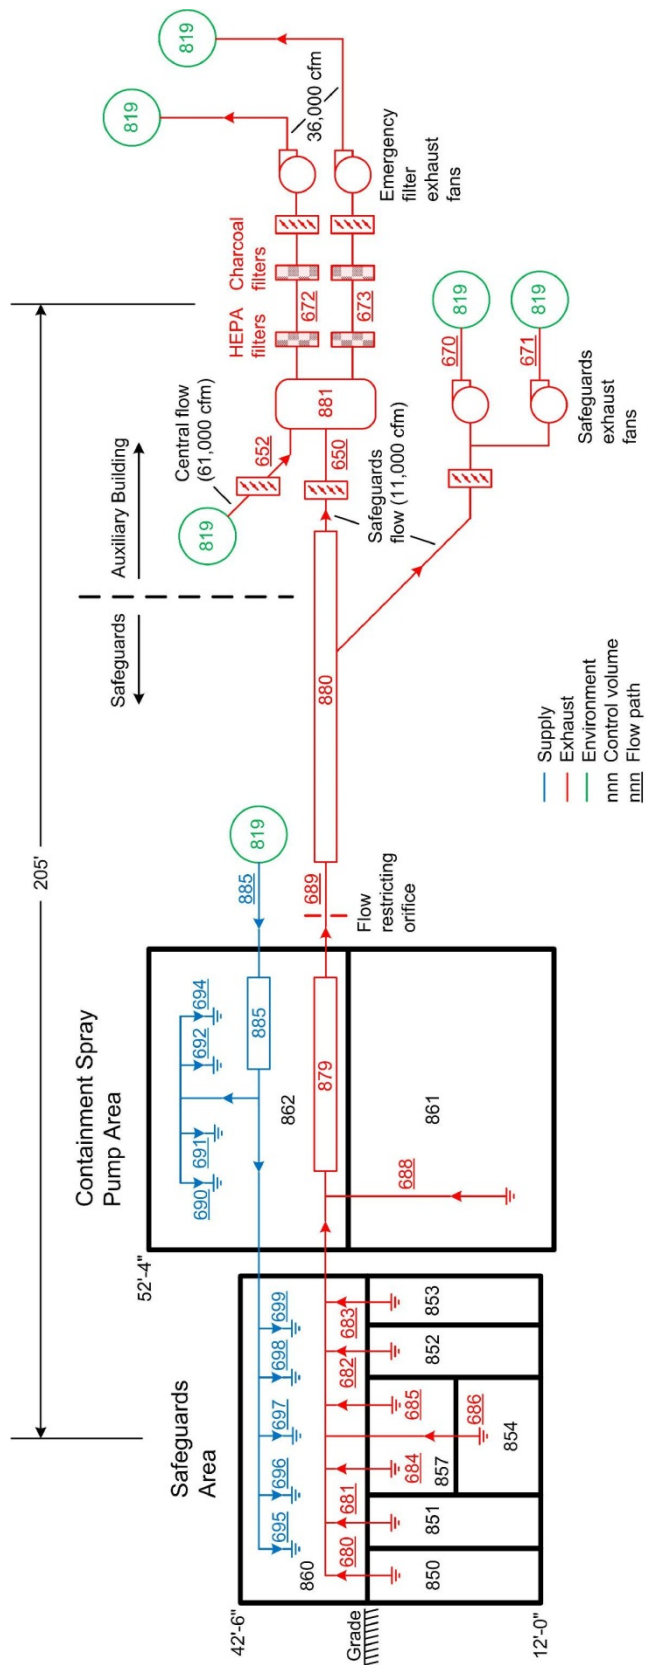 205'
Safeguards
Auxiliary Building
Containment Spray
Pump Area
Safeguards
Area
52'-4"
42'-6"
Grade
12'-0"
695
696
697
698
699
860
680
681
682
683
684
685
686
850
851
857
854
852
853
690
691
692
694
885
862
879
861
688
885
819
689
Flow
restricting
orifice
880
819
Central flow
(61,000 cfm)
652
650
Safeguards
flow (11,000 cfm)
881
HEPA
filters
Charcoal
filters
672
673
36,000 cfm
Emergency
filter
exhaust
fans
819
819
670
671
819
819
Safeguards
exhaust
fans
Supply
Exhaust
Environment
nnn Control volume
nnn Flow path